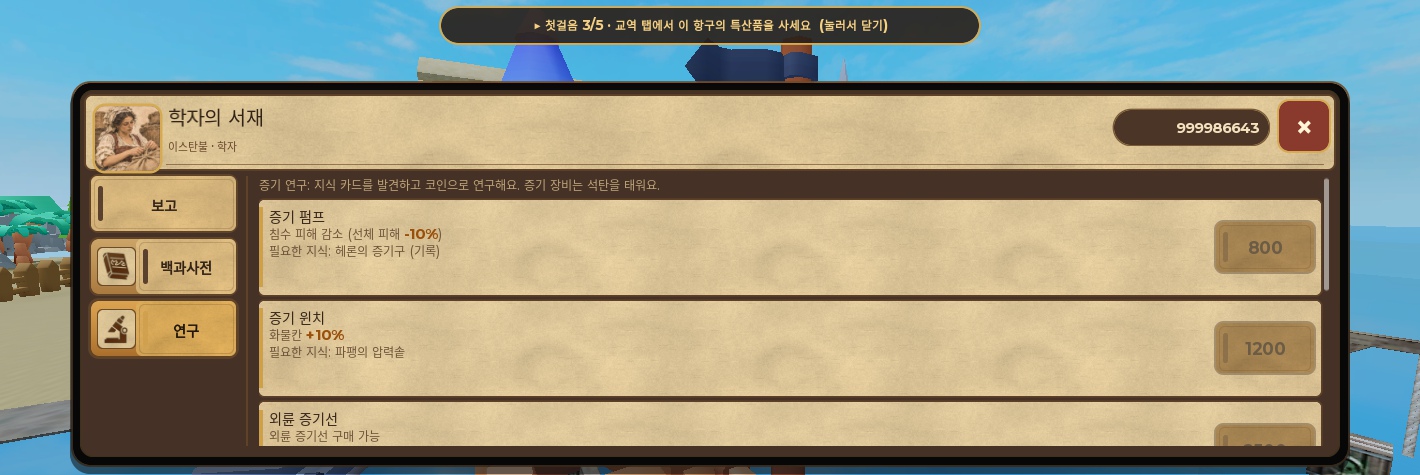 ▸ 첫걸음 3/5 · 교역 탭에서 이 항구의 특산품을 사세요 (눌러서 닫기)
학자의 서재
이스탄불 · 학자
999986643
×
보고
백과사전
연구
증기 연구: 지식 카드를 발견하고 코인으로 연구해요. 증기 장비는 석탄을 태워요.
증기 펌프
침수 피해 감소 (선체 피해 -10%)
필요한 지식: 헤론의 증기구 (기록)
800
증기 윈치
화물칸 +10%
필요한 지식: 파팽의 압력솥
1200
외륜 증기선
외륜 증기선 구매 가능